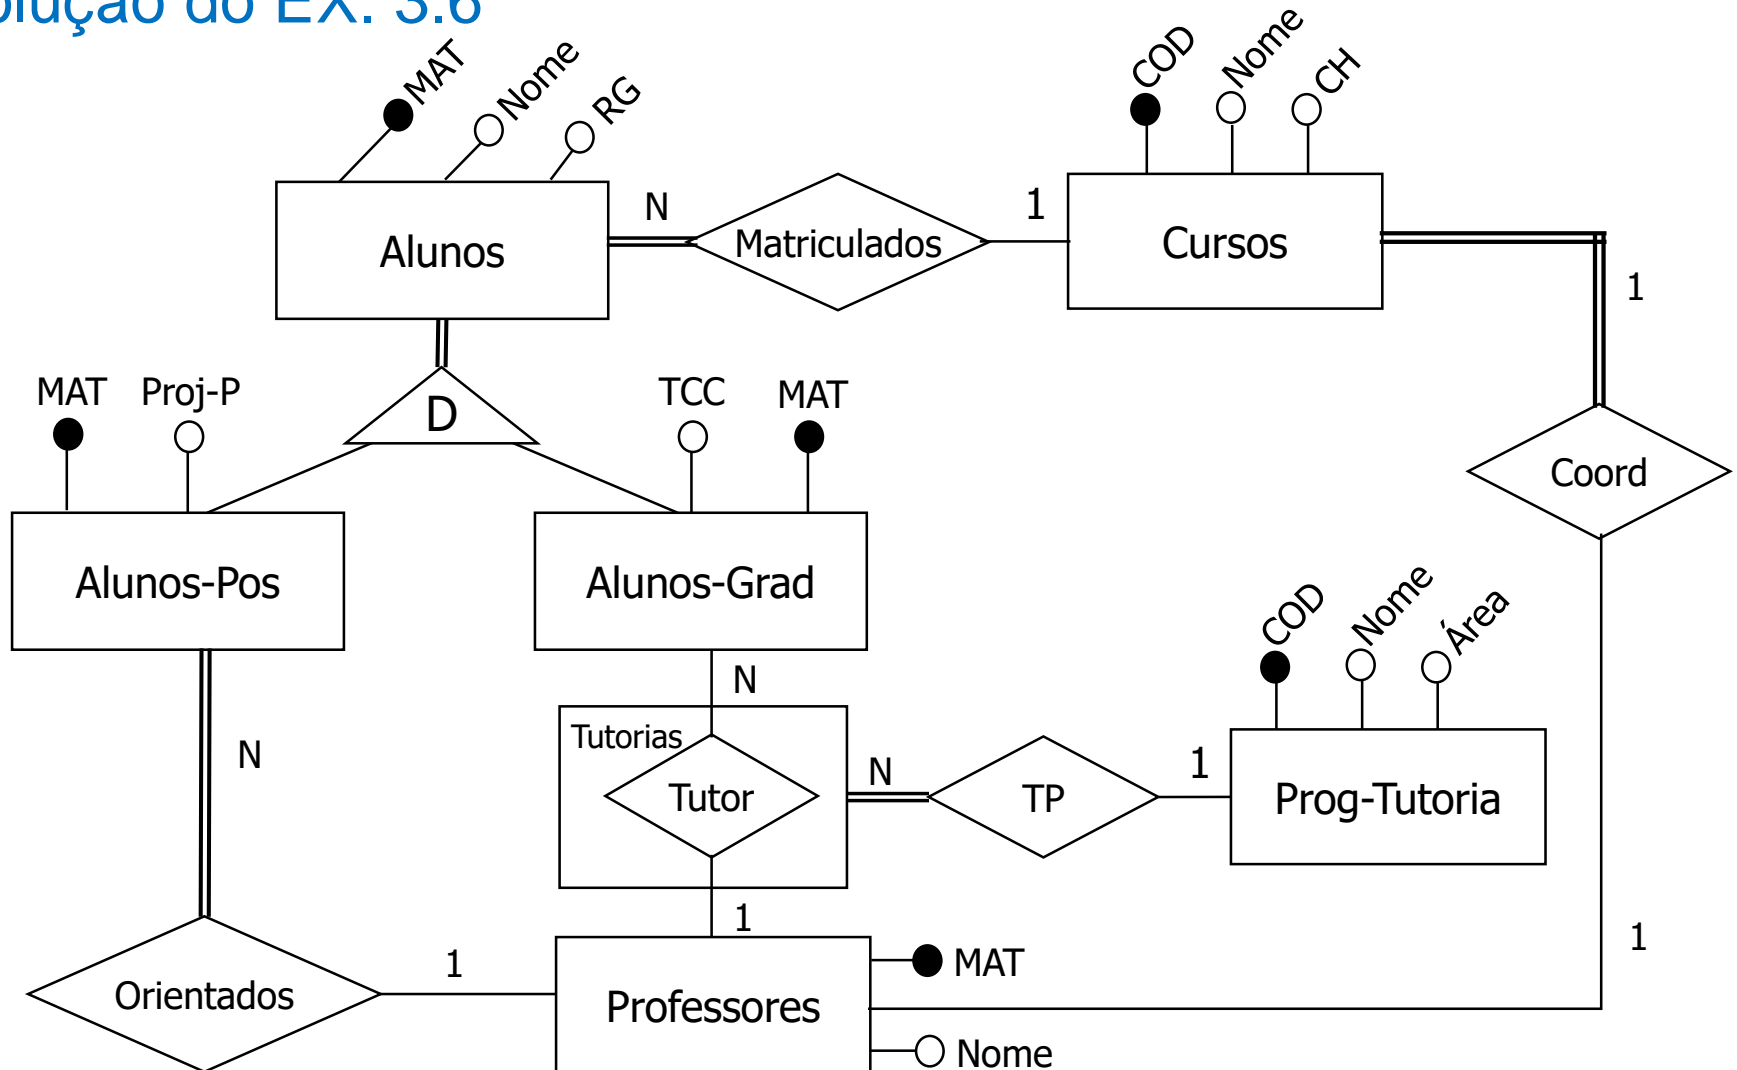 olução do EX. 3.6
MAT
Nome
RG
COD
Nome
CH
Alunos
N
Matriculados
1
Cursos
1
MAT
Proj-P
D
TCC
MAT
Coord
Alunos-Pos
Alunos-Grad
COD
Nome
Área
N
N
Tutorias
Tutor
N
TP
1
Prog-Tutoria
1
1
Orientados
1
Professores
MAT
Nome